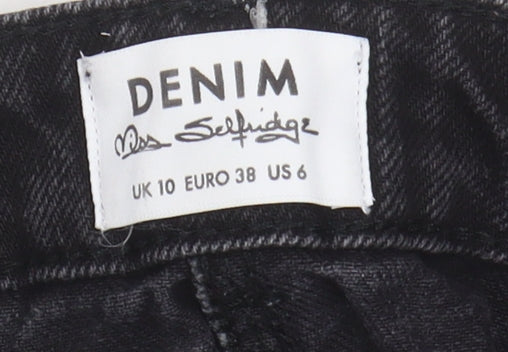 DENIM
Miss Selfridge
UK 10 EURO 38 US 6